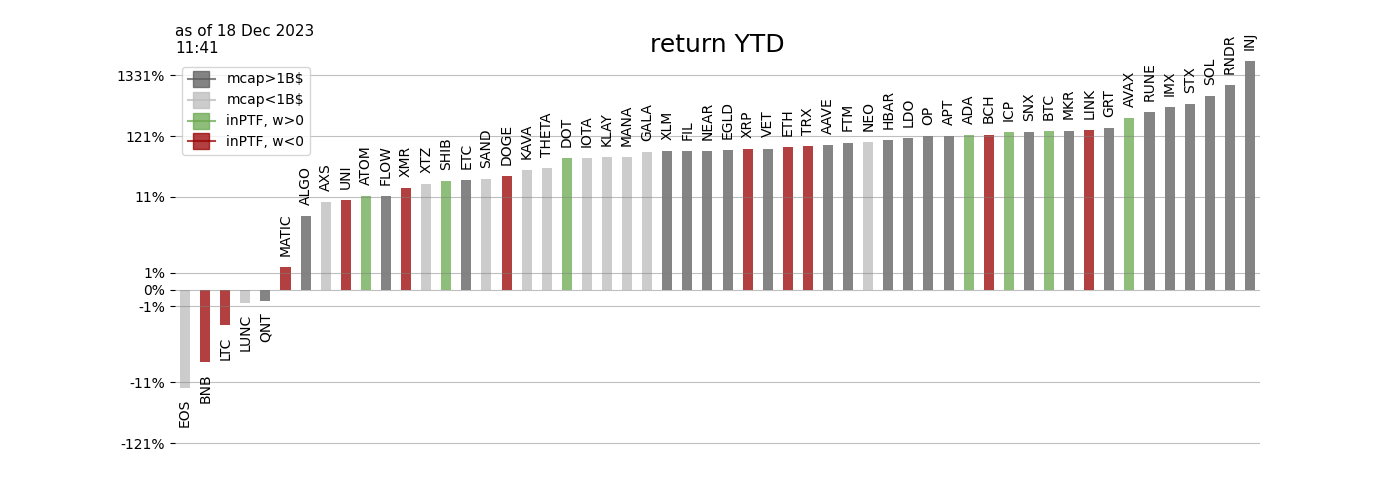 as of 18 Dec 2023
11:41
return YTD
mcap>1B$
mcap<1B$
inPTF, w>0
inPTF, w<0
1331%
121%
11%
1%
0%
-1%
-11%
-121%
EOS
BNB
LTC
LUNC
QNT
MATIC
ALGO
AXS
UNI
ATOM
FLOW
XMR
XTZ
SHIB
ETC
SAND
DOGE
KAVA
THETA
DOT
IOTA
KLAY
MANA
GALA
XLM
FIL
NEAR
EGLD
XRP
VET
ETH
TRX
AAVE
FTM
NEO
HBAR
LDO
OP
APT
ADA
BCH
ICP
SNX
BTC
MKR
LINK
GRT
AVAX
RUNE
IMX
STX
SOL
RNDR
INJ